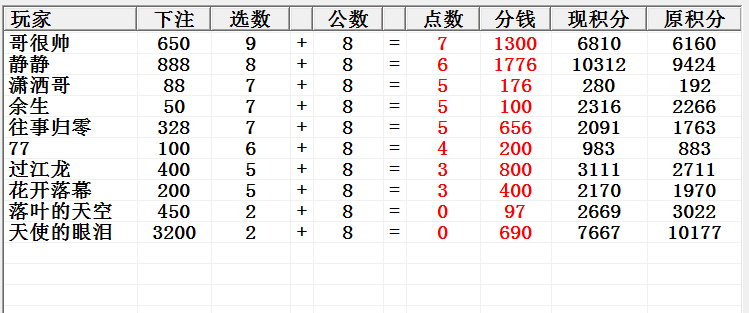 玩家 下注 选数 公数 点数 分钱 现积分 原积分
哥很帅 650 9 + 8 = 7 1300 6810 6160
静静 888 8 + 8 = 6 1776 10312 9424
潇洒哥 88 7 + 8 = 5 176 280 192
余生 50 7 + 8 = 5 100 2316 2266
往事归零 328 7 + 8 = 5 656 2091 1763
77 100 6 + 8 = 4 200 983 883
过江龙 400 5 + 8 = 3 800 3111 2711
花开落幕 200 5 + 8 = 3 400 2170 1970
落叶的天空 450 2 + 8 = 0 97 2669 3022
天使的眼泪 3200 2 + 8 = 0 690 7667 10177